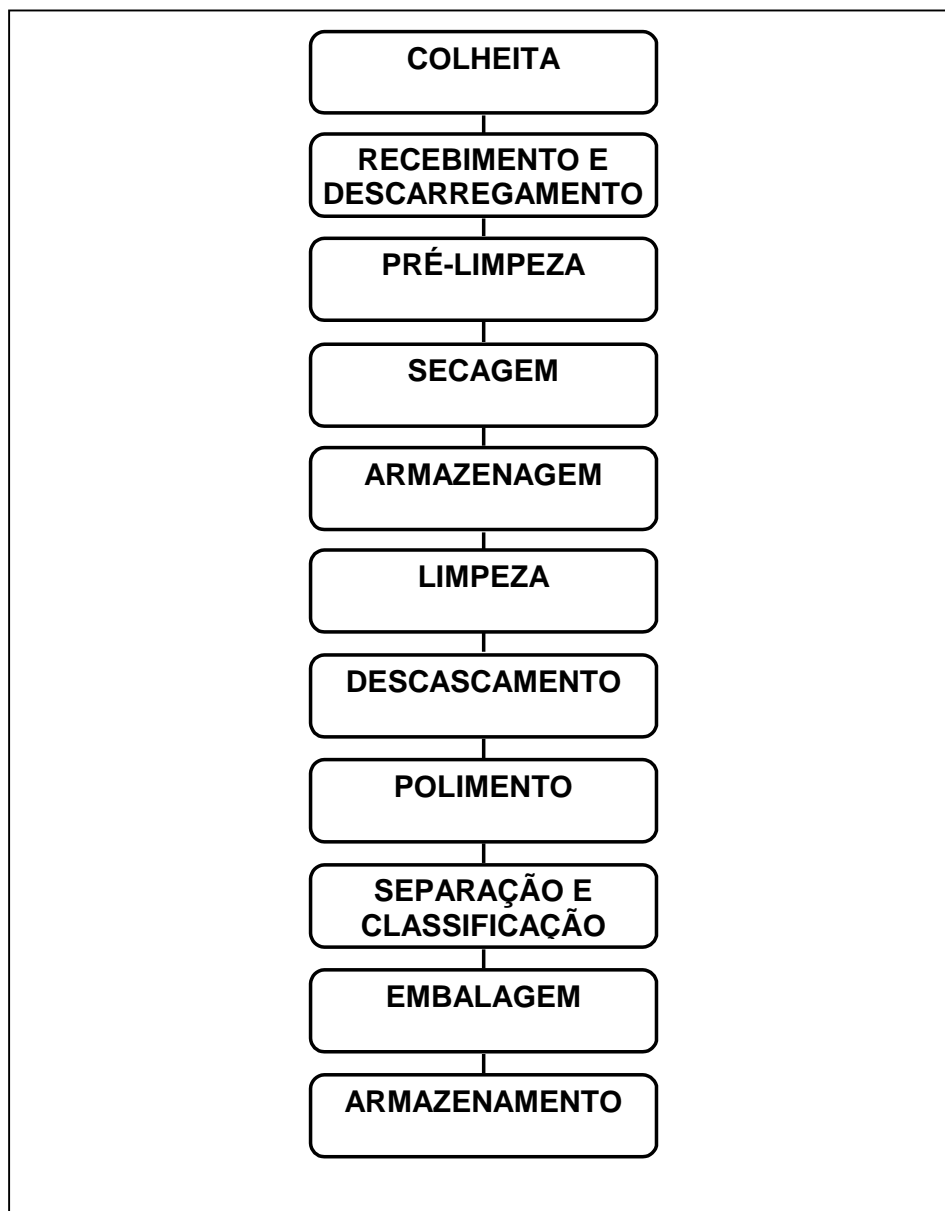 COLHEITA
RECEBIMENTO E
DESCARREGAMENTO
PRÉ-LIMPEZA
SECAGEM
ARMAZENAGEM
LIMPEZA
DESCASCAMENTO
POLIMENTO
SEPARAÇÃO E
CLASSIFICAÇÃO
EMBALAGEM
ARMAZENAMENTO